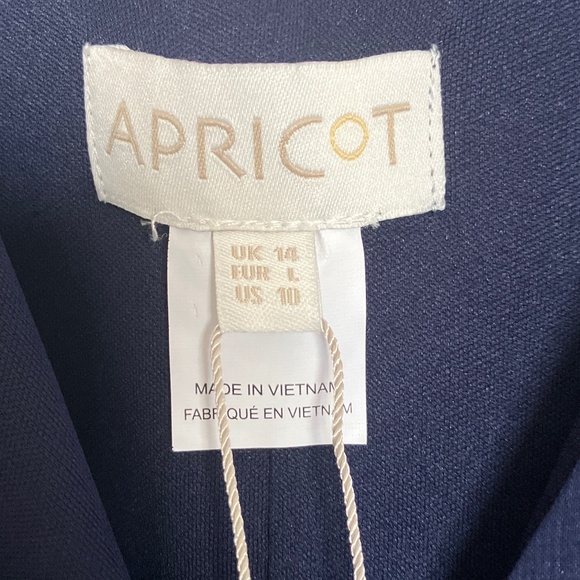 APRICOT
UK 14
EUR L
US 10
MADE IN VIETNAM
FABRIQUÉ EN VIETNAM